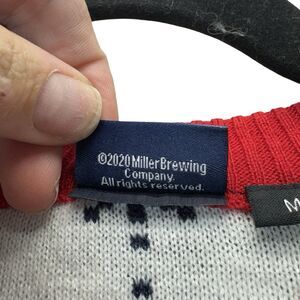 ©2020 MillerBrewing
Company.
All rights reserved.
M